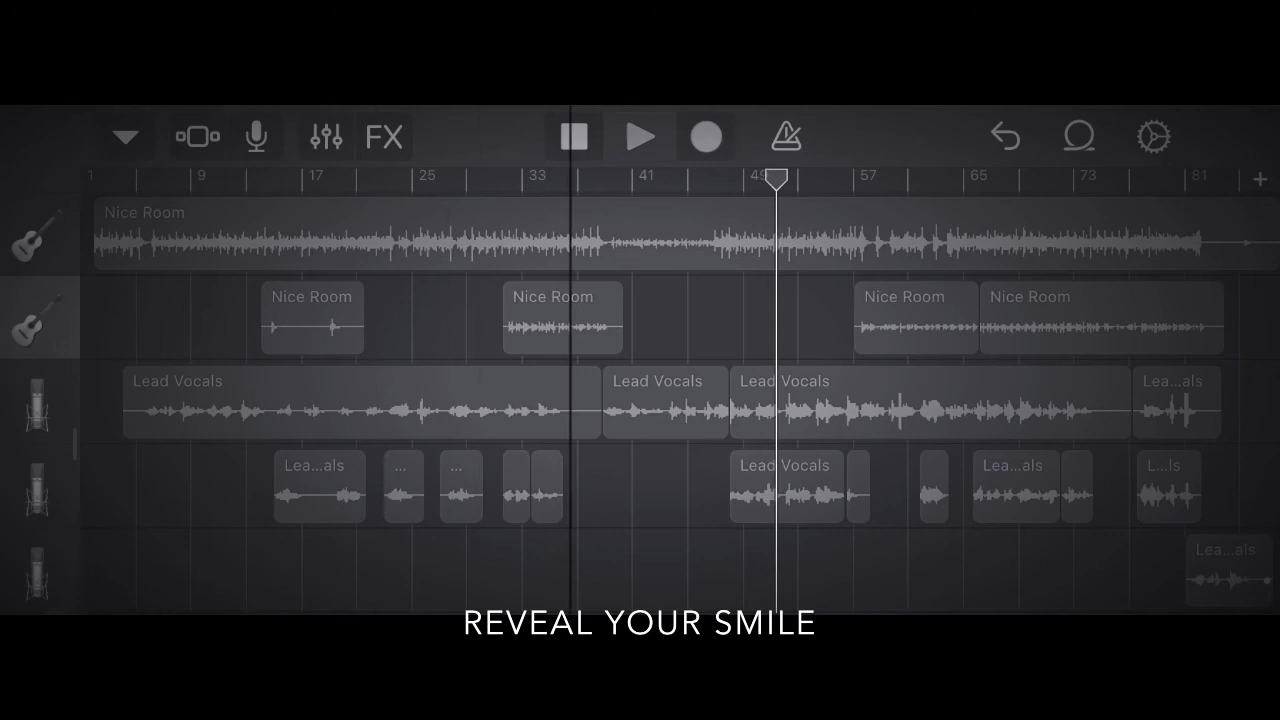 FX
1 9 17 25 33 41 49 57 65 73 81 +
Nice Room
Nice Room Nice Room Nice Room Nice Room
Lead Vocals Lead Vocals Lead Vocals Lea...als
Lea...als ... ... Lead Vocals Lea...als L...ls
Lea...als
REVEAL YOUR SMILE